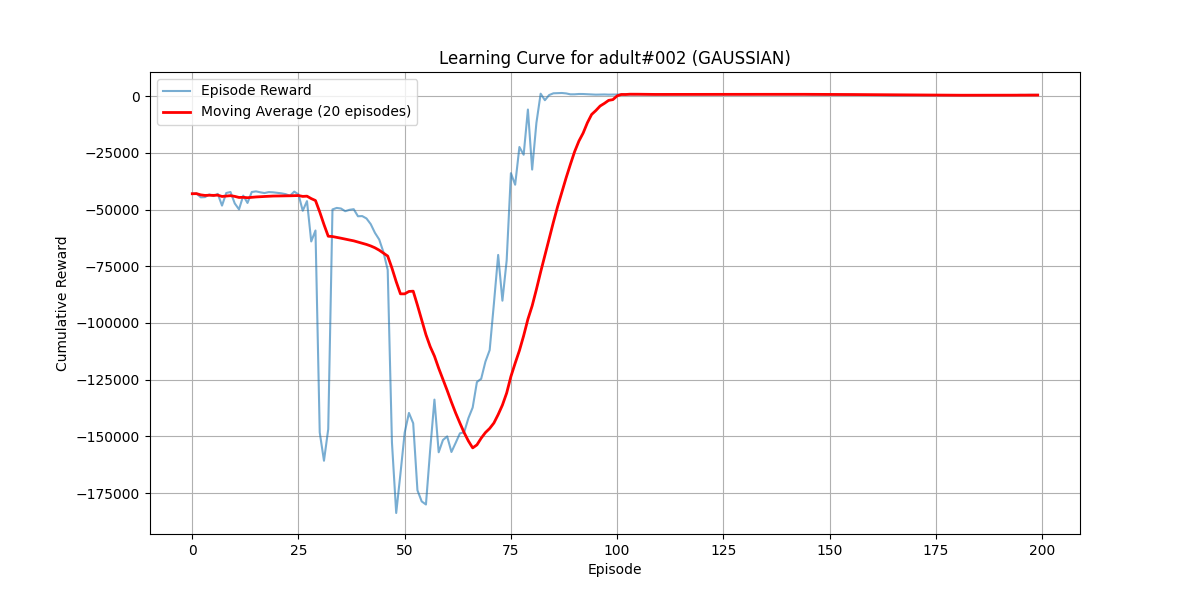 Learning Curve for adult#002 (GAUSSIAN)
Episode Reward
Moving Average (20 episodes)
0
−25000
−50000
−75000
−100000
−125000
−150000
−175000
Cumulative Reward
0 25 50 75 100 125 150 175 200
Episode